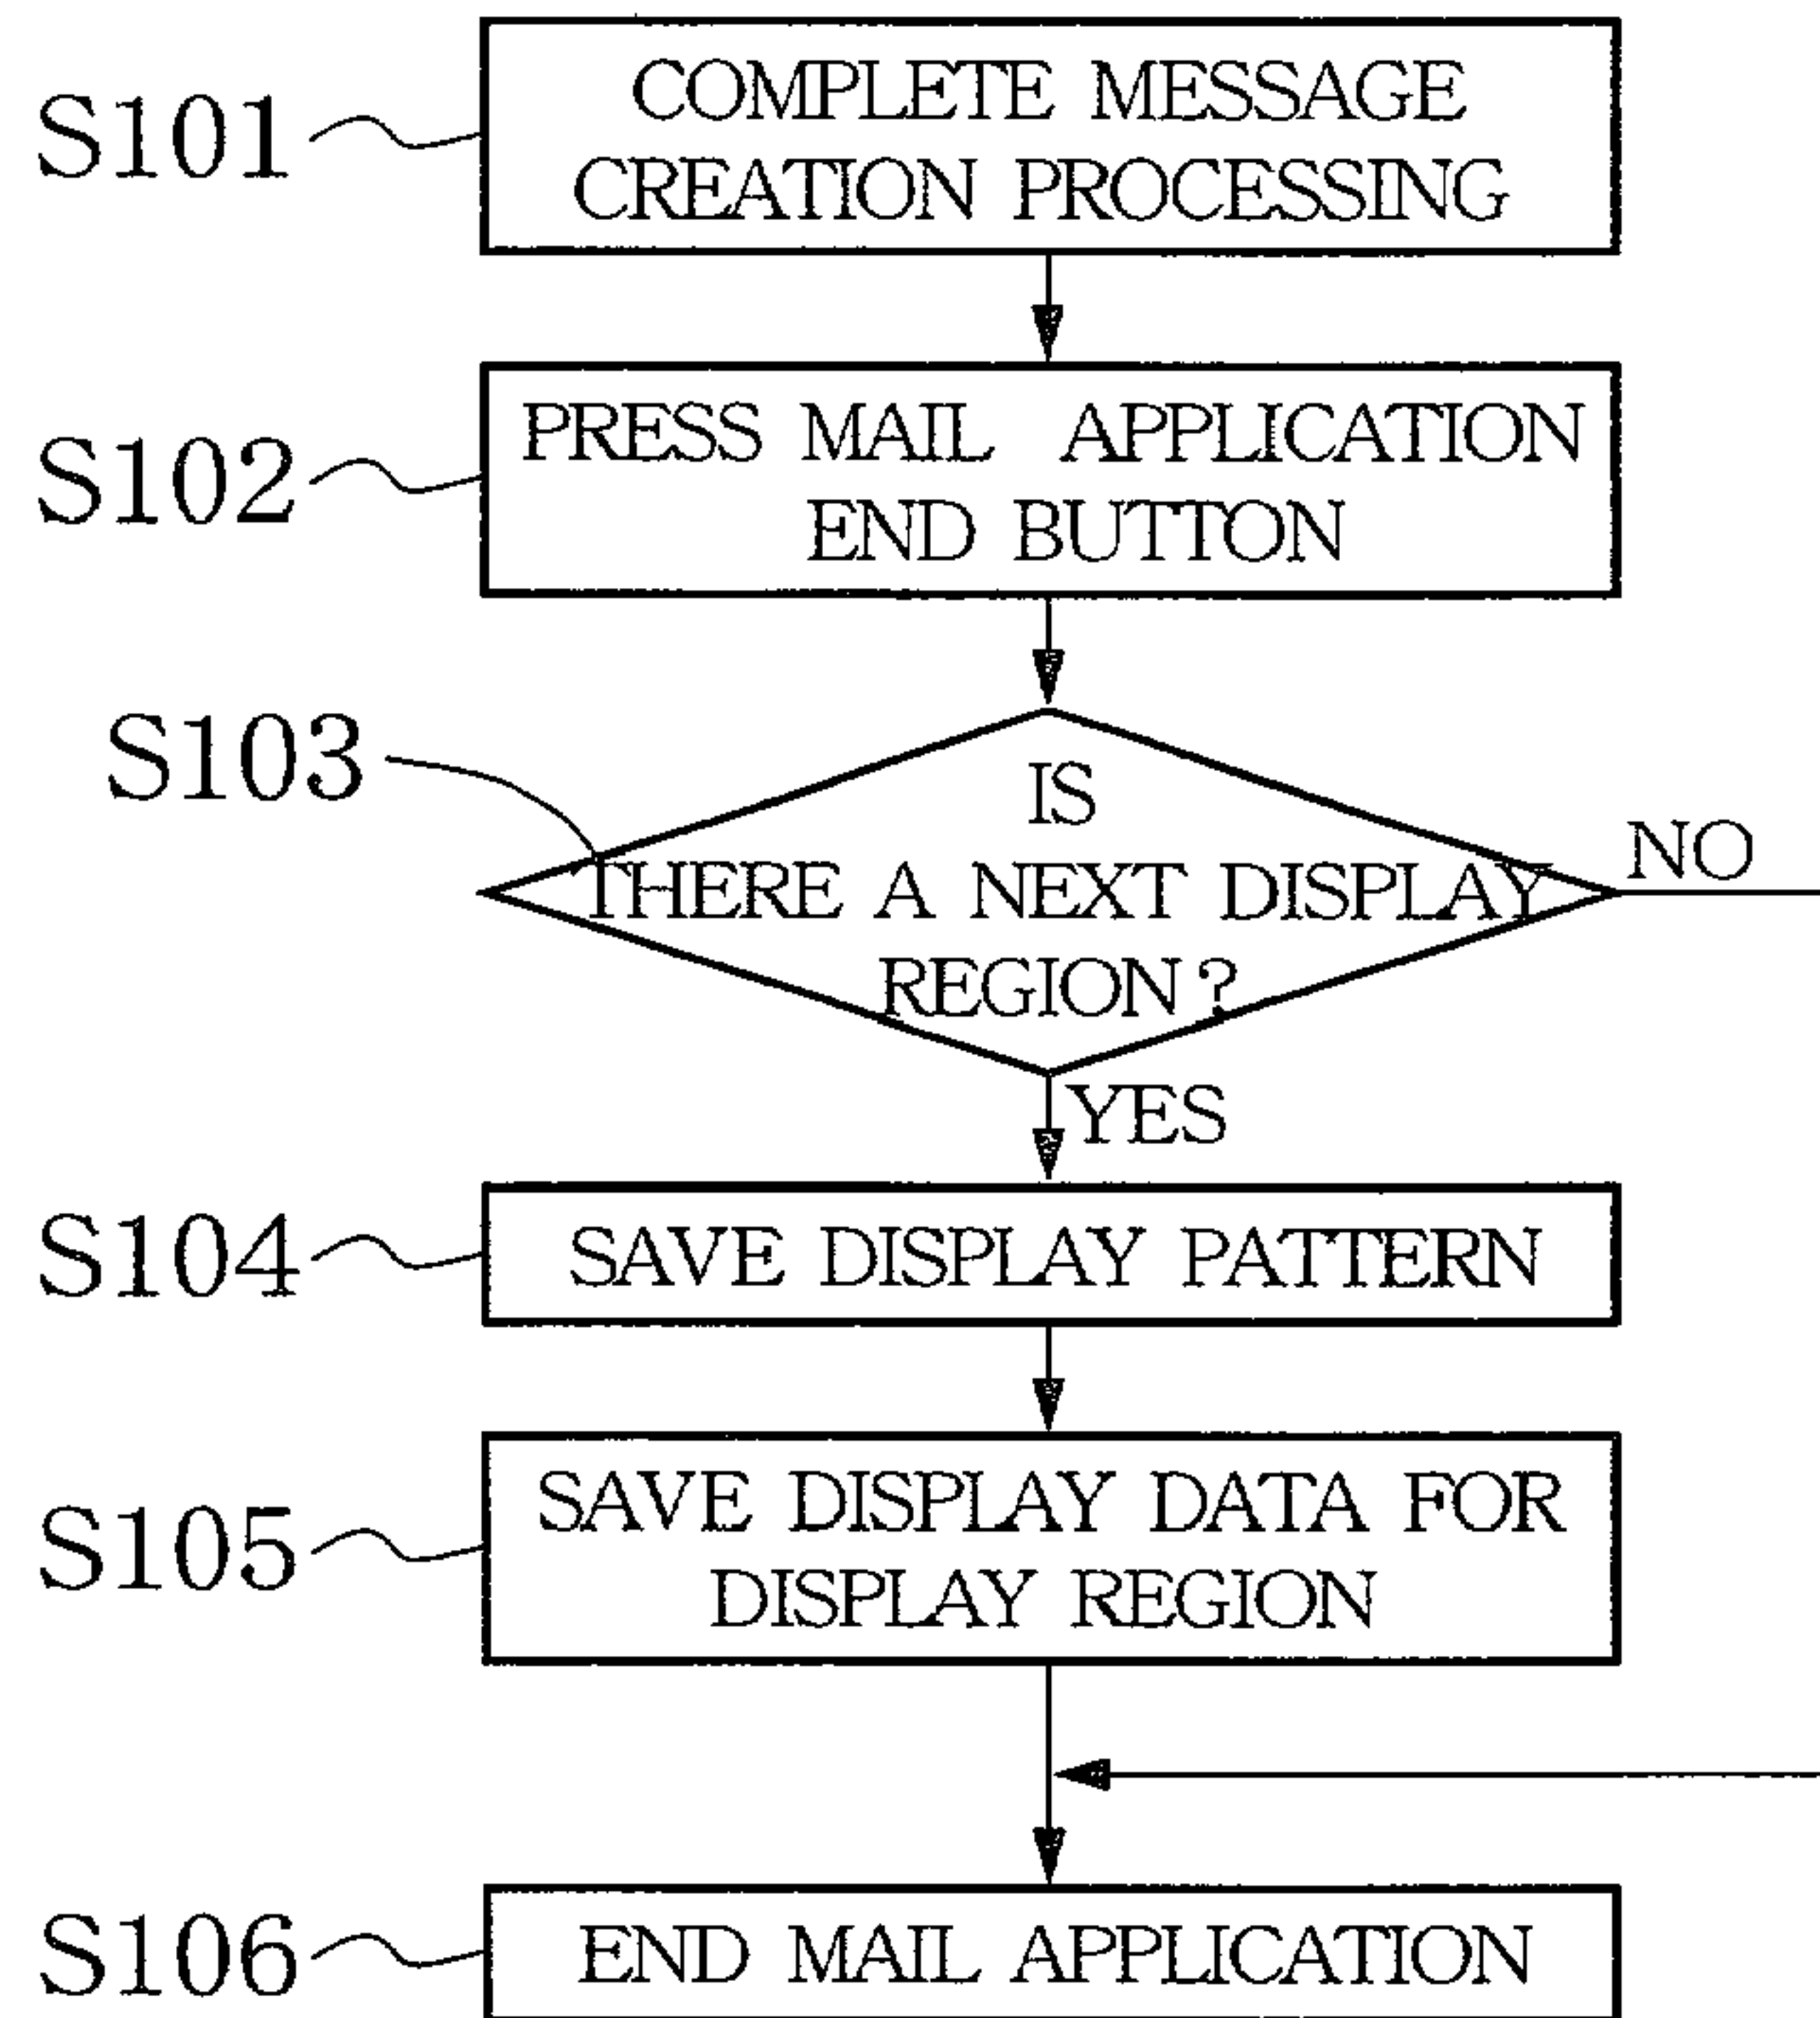 S101
COMPLETE MESSAGE
CREATION PROCESSING
S102
PRESS MAIL APPLICATION
END BUTTON
S103
IS
THERE A NEXT DISPLAY
REGION?
NO
YES
S104
SAVE DISPLAY PATTERN
S105
SAVE DISPLAY DATA FOR
DISPLAY REGION
S106
END MAIL APPLICATION